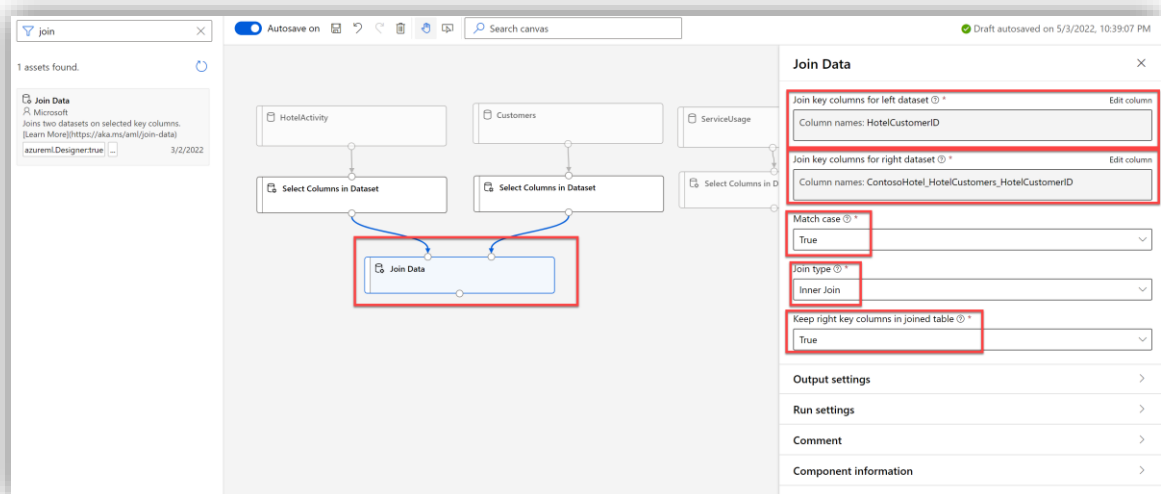 join
1 assets found.
Join Data
Microsoft
Joins two datasets on selected key columns.
[Learn More](https://aka.ms/aml/join-data)
azureml.Designer:true ...
3/2/2022
Autosave on
Search canvas
Draft autosaved on 5/3/2022, 10:39:07 PM
HotelActivity
Customers
ServiceUsage
Select Columns in Dataset
Select Columns in Dataset
Select Columns in D
Join Data
Join Data
Join key columns for left dataset * Edit column
Column names: HotelCustomerID
Join key columns for right dataset * Edit column
Column names: ContosoHotel_HotelCustomers_HotelCustomerID
Match case *
True
Join type *
Inner Join
Keep right key columns in joined table *
True
Output settings
Run settings
Comment
Component information